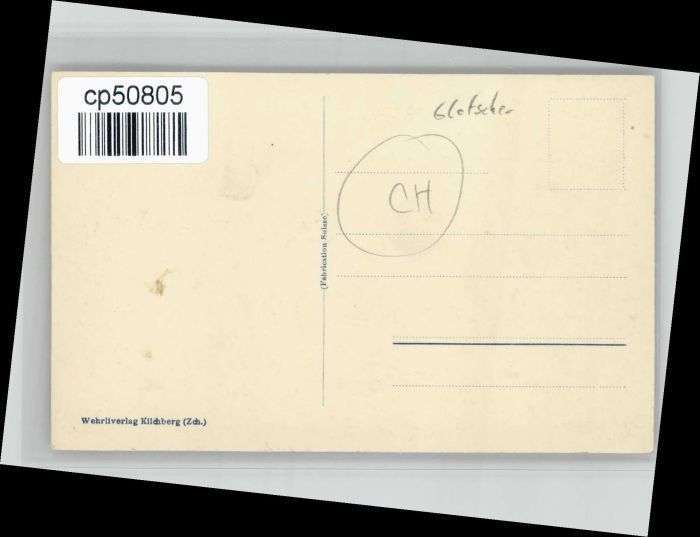 cp50805
Gletscher
CH
(Fabrication Suisse)
Wehrliverlag Kilchberg (Zch.)